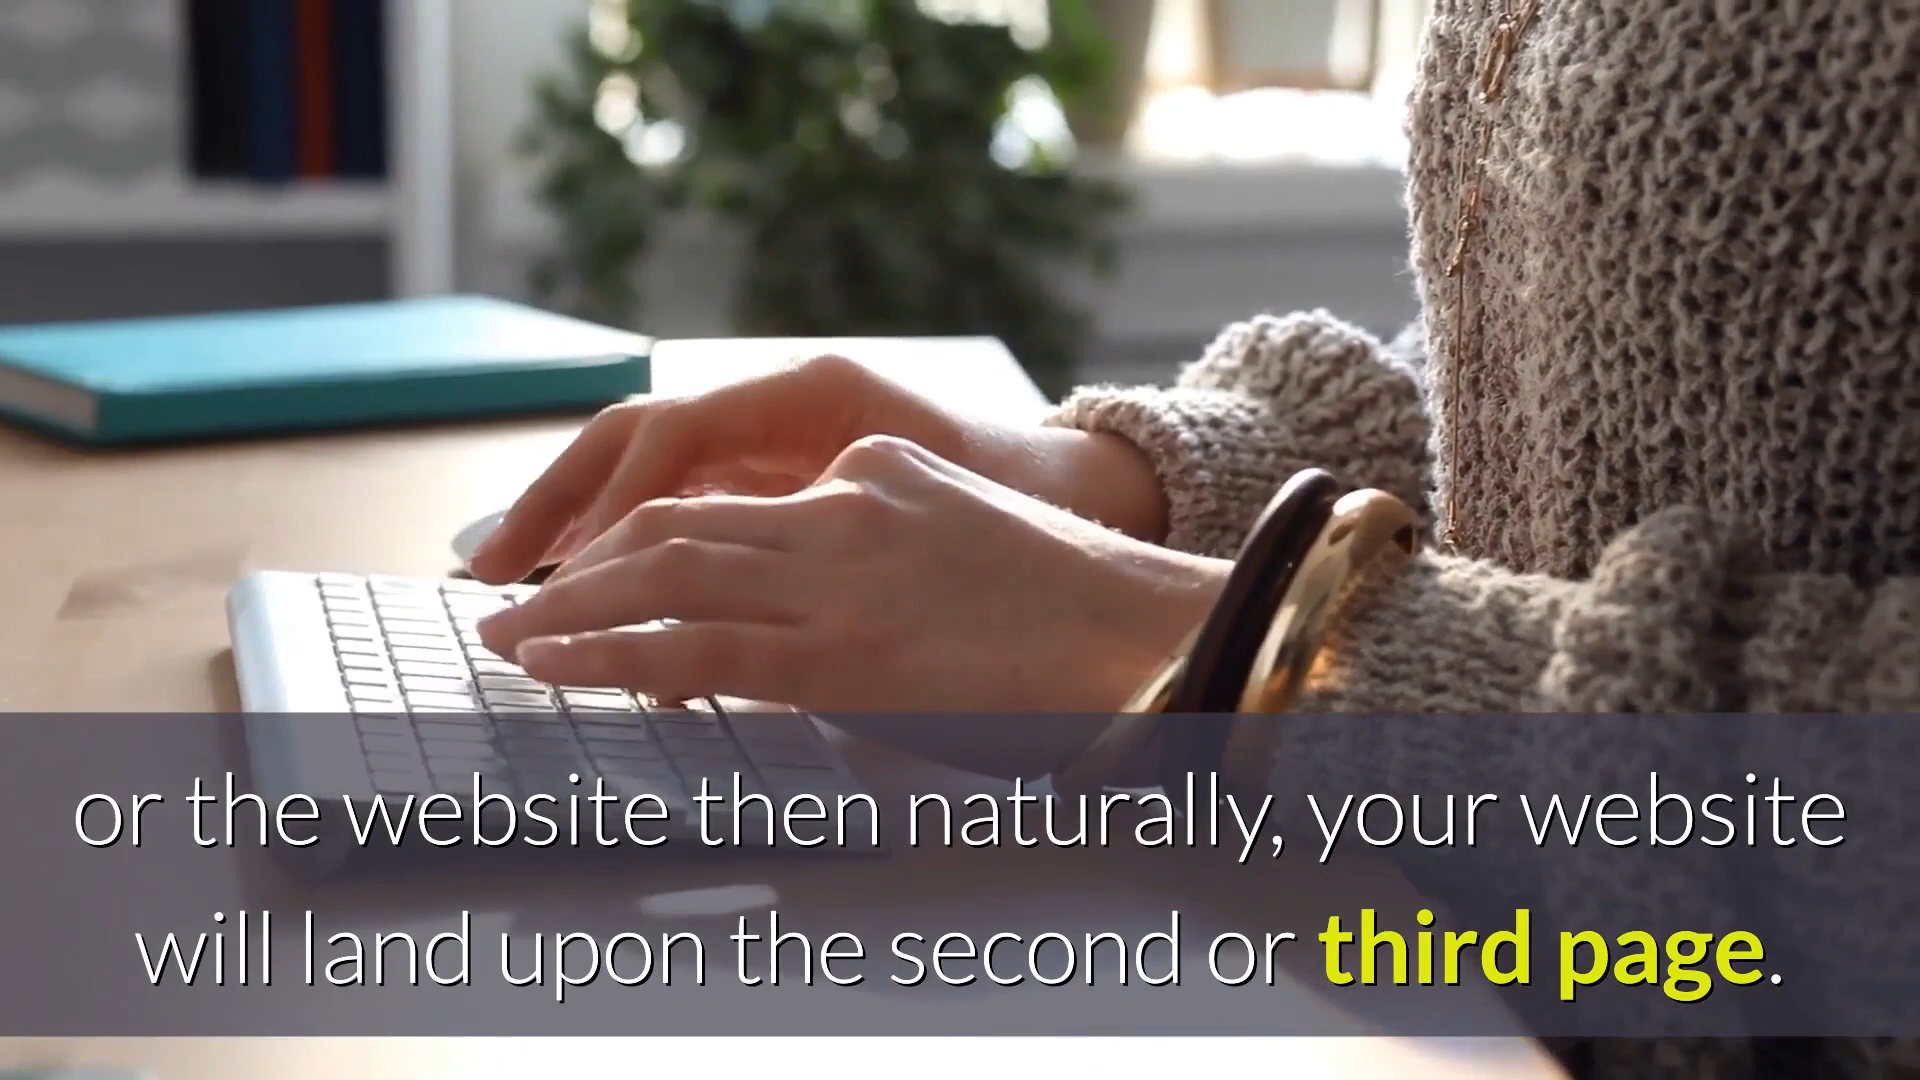 or the website then naturally, your website
will land upon the second or third page.